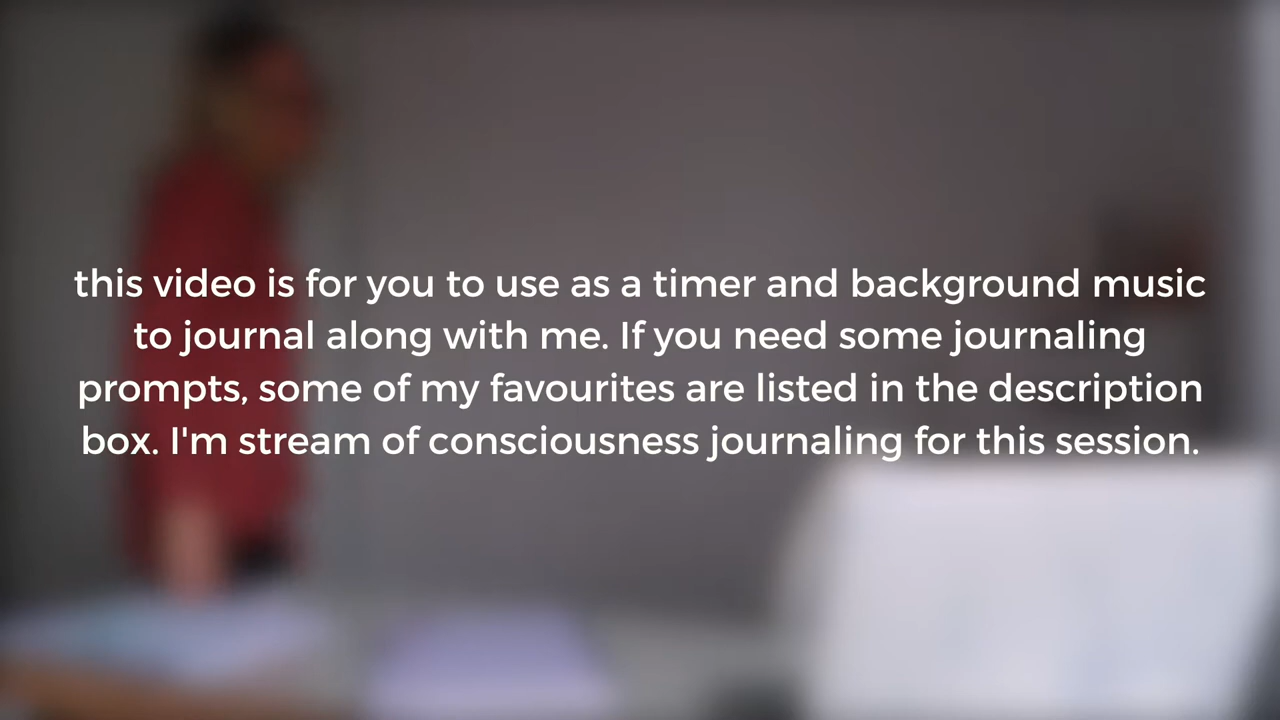 this video is for you to use as a timer and background music
to journal along with me. If you need some journaling
prompts, some of my favourites are listed in the description
box. I'm stream of consciousness journaling for this session.